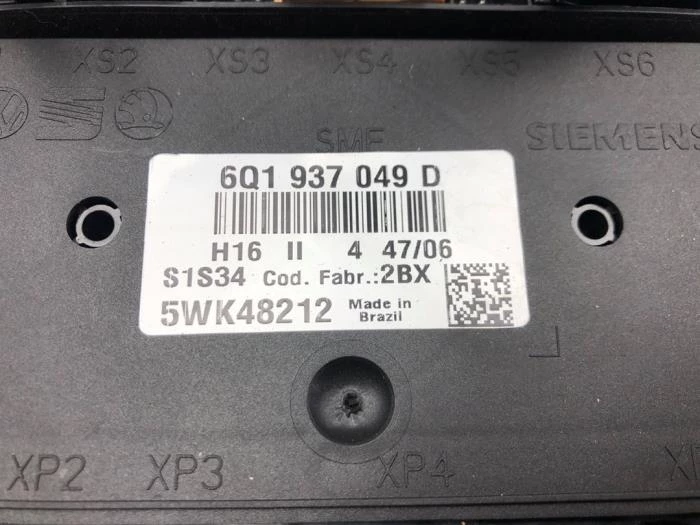 XS2 XS3 XS4 XS5 XS6
SME SIEMENS
6Q1 937 049 D
H16 II 4 47/06
S1S34 Cod. Fabr.:2BX
5WK48212 Made in
Brazil
XP2 XP3 XP4